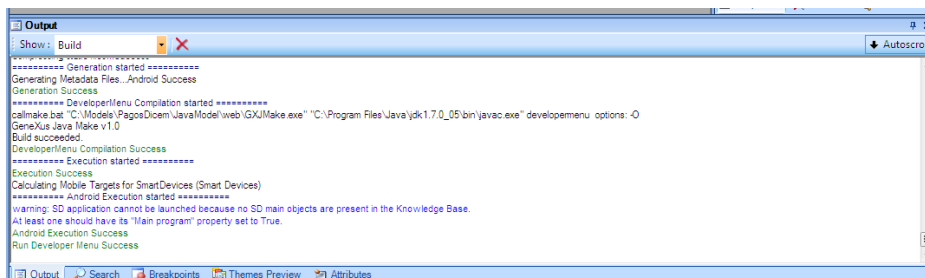 Output
Show: Build
Autoscro
========== Generation started ==========
Generating Metadata Files...Android Success
Generation Success
========== DeveloperMenu Compilation started ==========
callmake.bat "C:\Models\PagosDicem\JavaModel\web\GXJMake.exe" "C:\Program Files\Java\jdk1.7.0_05\bin\javac.exe" developermenu options: -O
GeneXus Java Make v1.0
Build succeeded.
DeveloperMenu Compilation Success
========== Execution started ==========
Execution Success
Calculating Mobile Targets for SmartDevices (Smart Devices)
========== Android Execution started ==========
warning: SD application cannot be launched because no SD main objects are present in the Knowledge Base.
At least one should have its "Main program" property set to True.
Android Execution Success
Run Developer Menu Success
Output Search Breakpoints Themes Preview Attributes